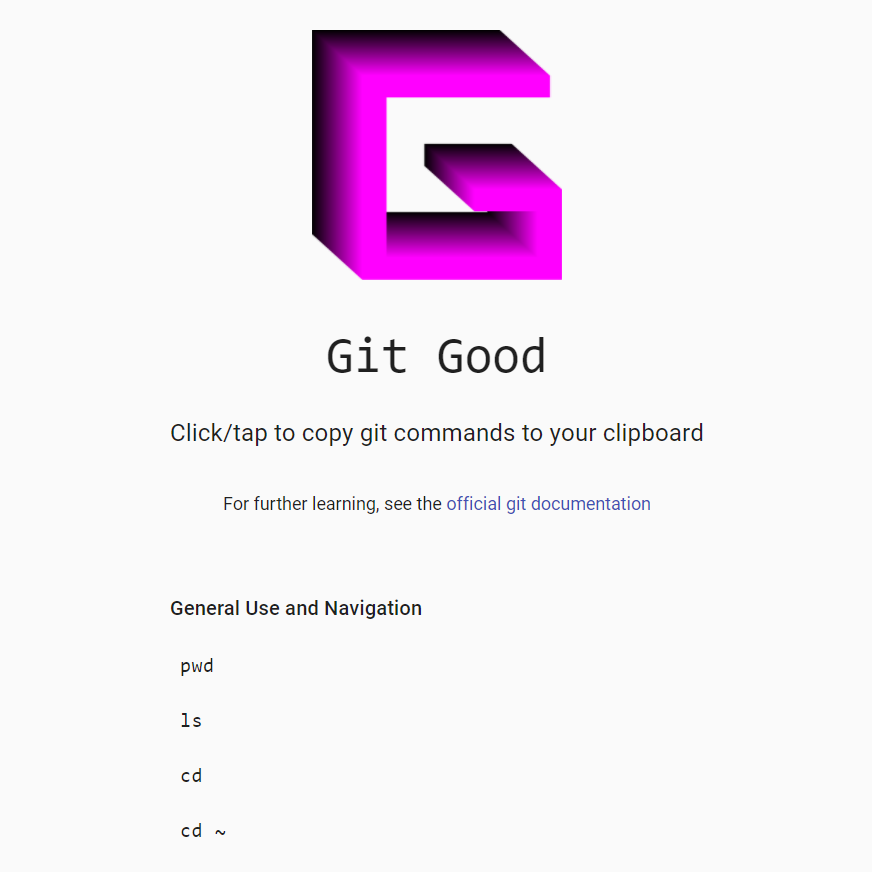 G
Git Good
Click/tap to copy git commands to your clipboard
For further learning, see the official git documentation
General Use and Navigation
pwd
ls
cd
cd ~